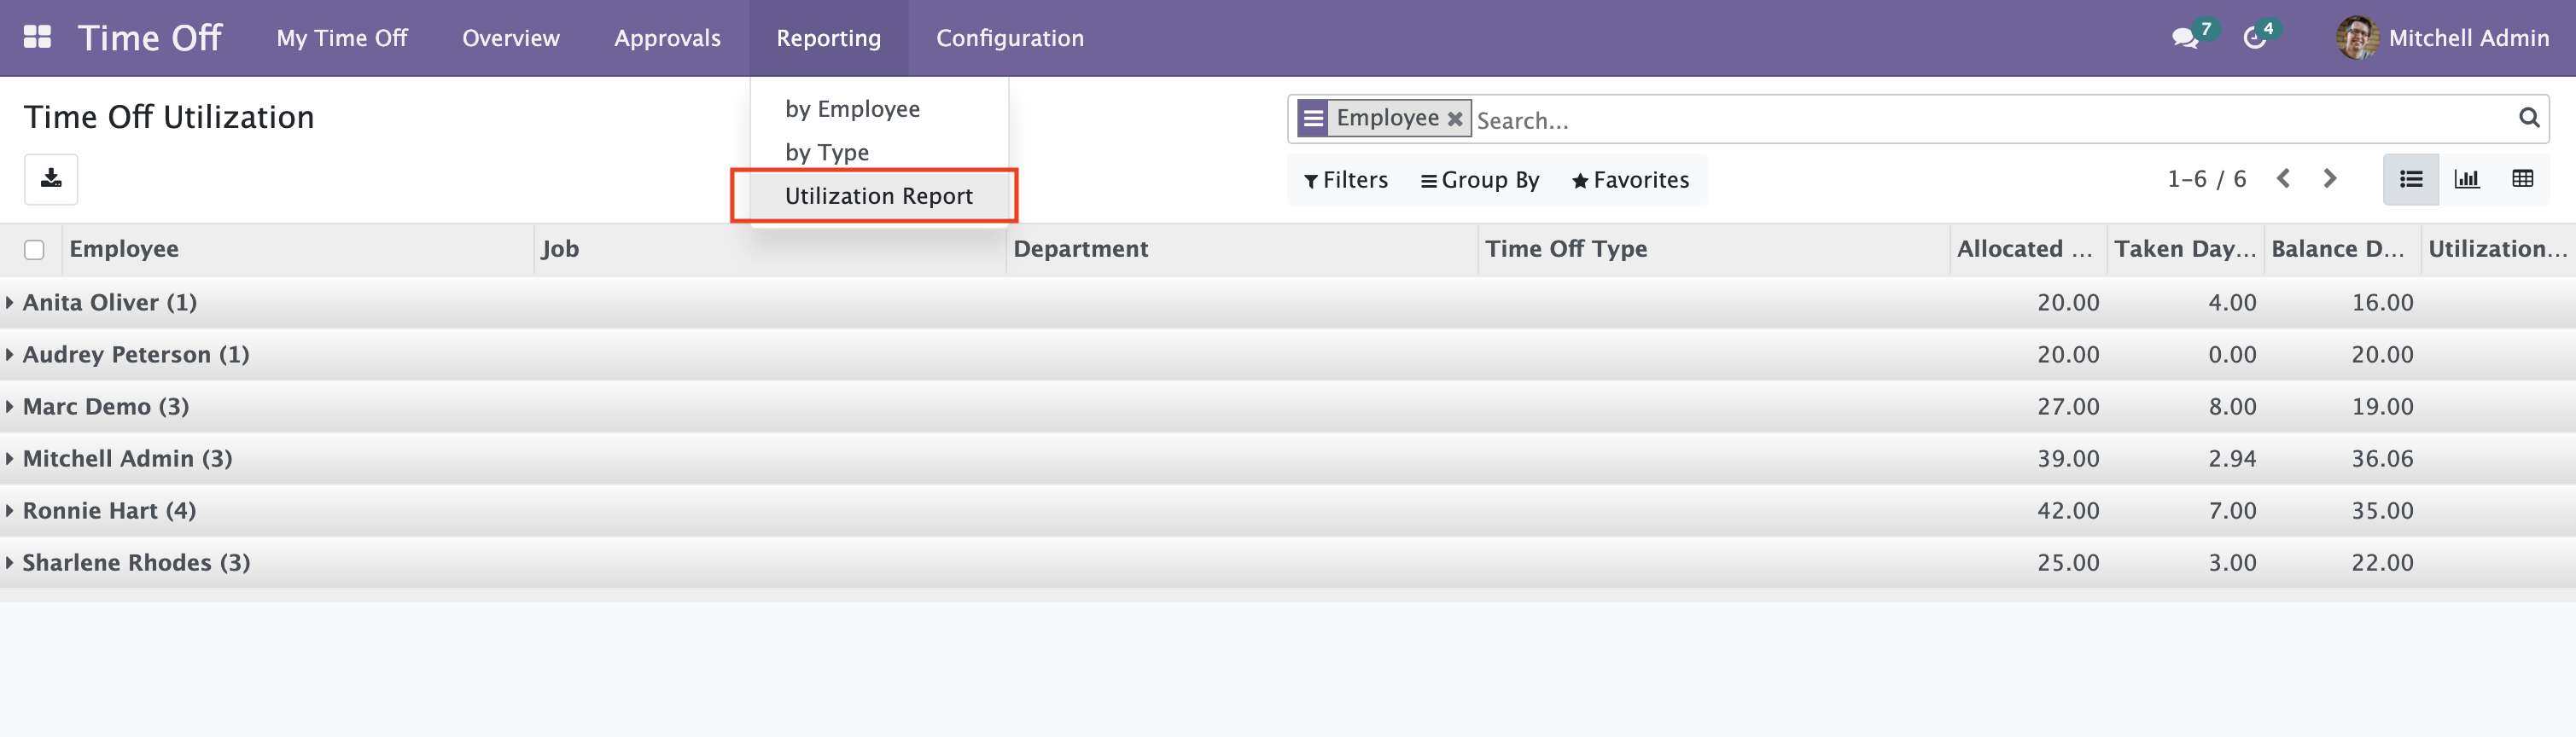 Time Off My Time Off Overview Approvals Reporting Configuration 7 4 Mitchell Admin
by Employee
by Type
Utilization Report
Time Off Utilization
Employee Search...
Filters Group By Favorites 1-6 / 6
Employee Job Department Time Off Type Allocated ... Taken Day... Balance D... Utilization...
Anita Oliver (1) 20.00 4.00 16.00
Audrey Peterson (1) 20.00 0.00 20.00
Marc Demo (3) 27.00 8.00 19.00
Mitchell Admin (3) 39.00 2.94 36.06
Ronnie Hart (4) 42.00 7.00 35.00
Sharlene Rhodes (3) 25.00 3.00 22.00